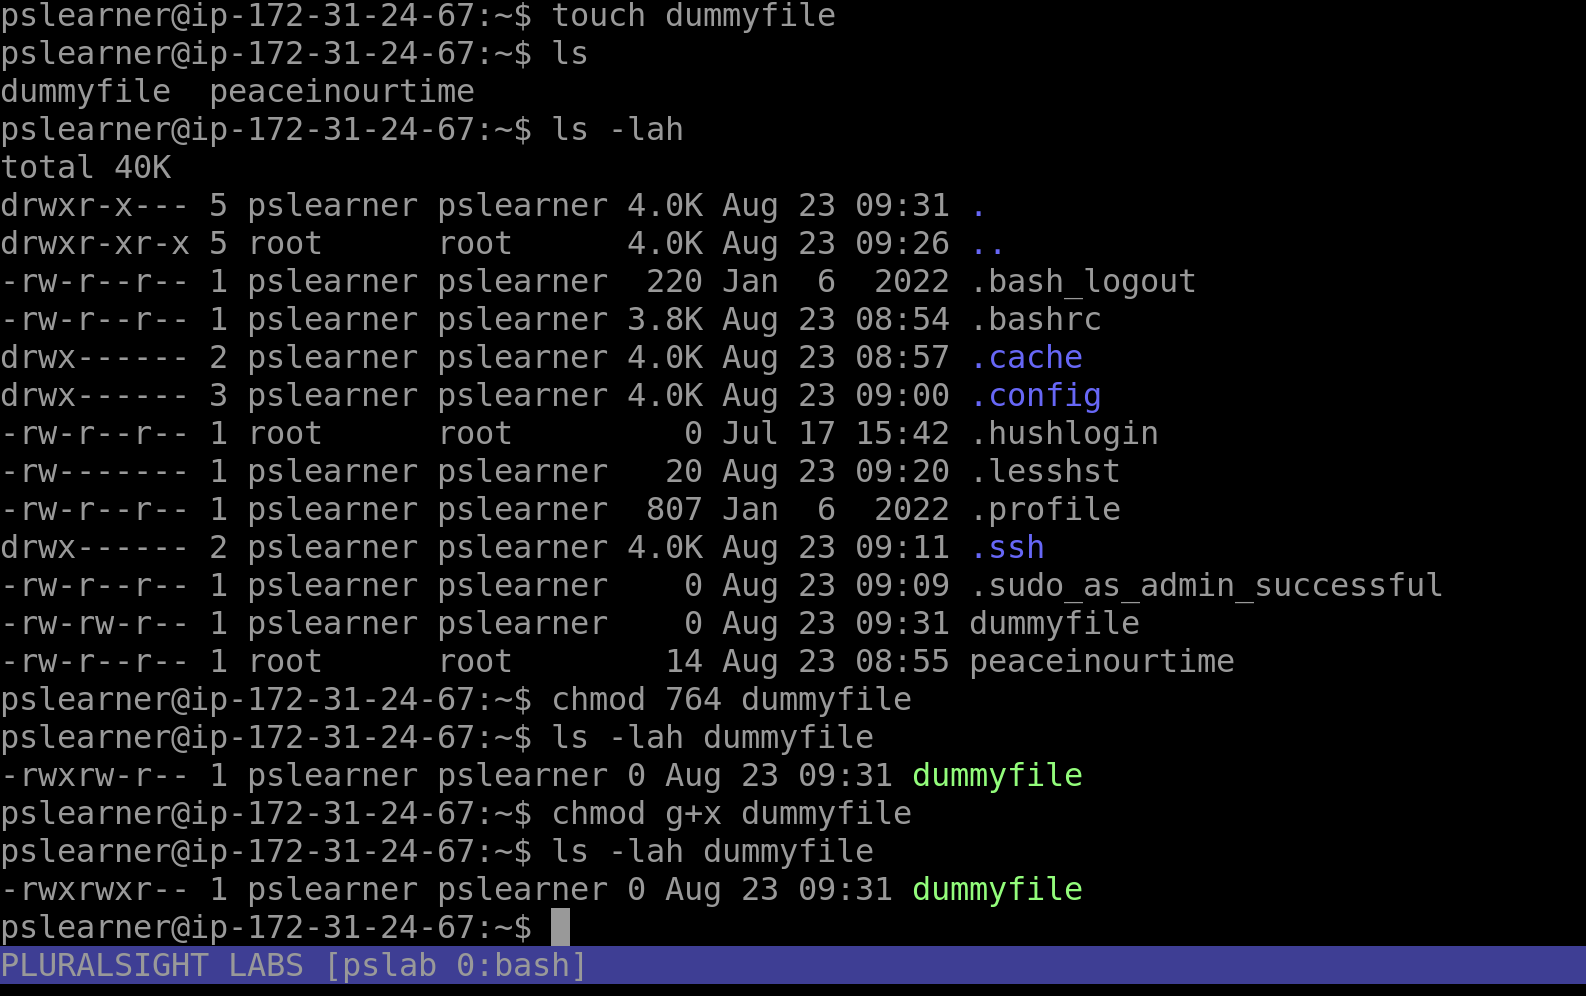 pslearner@ip-172-31-24-67:~$ touch dummyfile
pslearner@ip-172-31-24-67:~$ ls
dummyfile  peaceinourtime
pslearner@ip-172-31-24-67:~$ ls -lah
total 40K
drwxr-x--- 5 pslearner pslearner 4.0K Aug 23 09:31 .
drwxr-xr-x 5 root      root      4.0K Aug 23 09:26 ..
-rw-r--r-- 1 pslearner pslearner  220 Jan  6  2022 .bash_logout
-rw-r--r-- 1 pslearner pslearner 3.8K Aug 23 08:54 .bashrc
drwx------ 2 pslearner pslearner 4.0K Aug 23 08:57 .cache
drwx------ 3 pslearner pslearner 4.0K Aug 23 09:00 .config
-rw-r--r-- 1 root      root         0 Jul 17 15:42 .hushlogin
-rw------- 1 pslearner pslearner   20 Aug 23 09:20 .lesshst
-rw-r--r-- 1 pslearner pslearner  807 Jan  6  2022 .profile
drwx------ 2 pslearner pslearner 4.0K Aug 23 09:11 .ssh
-rw-r--r-- 1 pslearner pslearner    0 Aug 23 09:09 .sudo_as_admin_successful
-rw-rw-r-- 1 pslearner pslearner    0 Aug 23 09:31 dummyfile
-rw-r--r-- 1 root      root        14 Aug 23 08:55 peaceinourtime
pslearner@ip-172-31-24-67:~$ chmod 764 dummyfile
pslearner@ip-172-31-24-67:~$ ls -lah dummyfile
-rwxrw-r-- 1 pslearner pslearner 0 Aug 23 09:31 dummyfile
pslearner@ip-172-31-24-67:~$ chmod g+x dummyfile
pslearner@ip-172-31-24-67:~$ ls -lah dummyfile
-rwxrwxr-- 1 pslearner pslearner 0 Aug 23 09:31 dummyfile
pslearner@ip-172-31-24-67:~$
PLURALSIGHT LABS [pslab 0:bash]